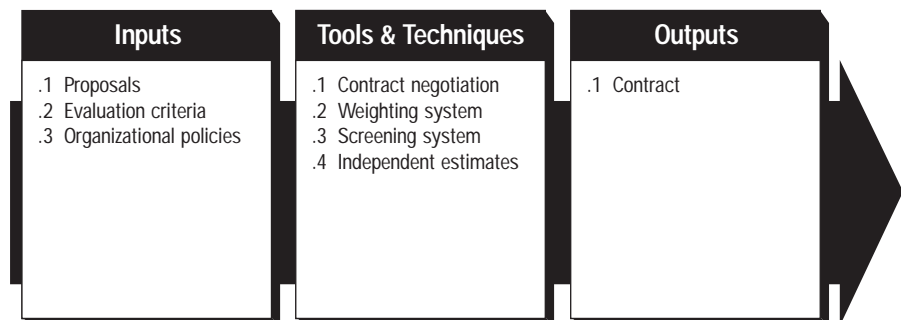 Inputs
.1 Proposals
.2 Evaluation criteria
.3 Organizational policies
Tools & Techniques
.1 Contract negotiation
.2 Weighting system
.3 Screening system
.4 Independent estimates
Outputs
.1 Contract